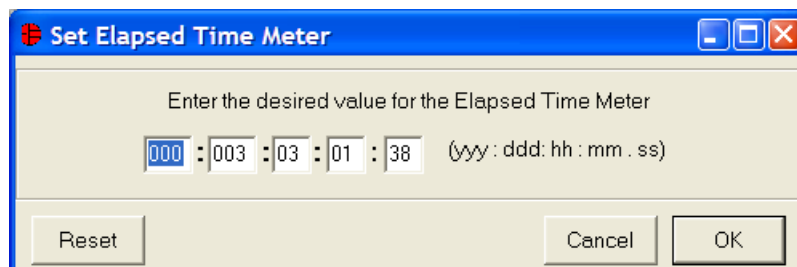 Set Elapsed Time Meter
Enter the desired value for the Elapsed Time Meter
000 : 003 : 03 : 01 : 38 (yyy : ddd: hh : mm . ss)
Reset Cancel OK